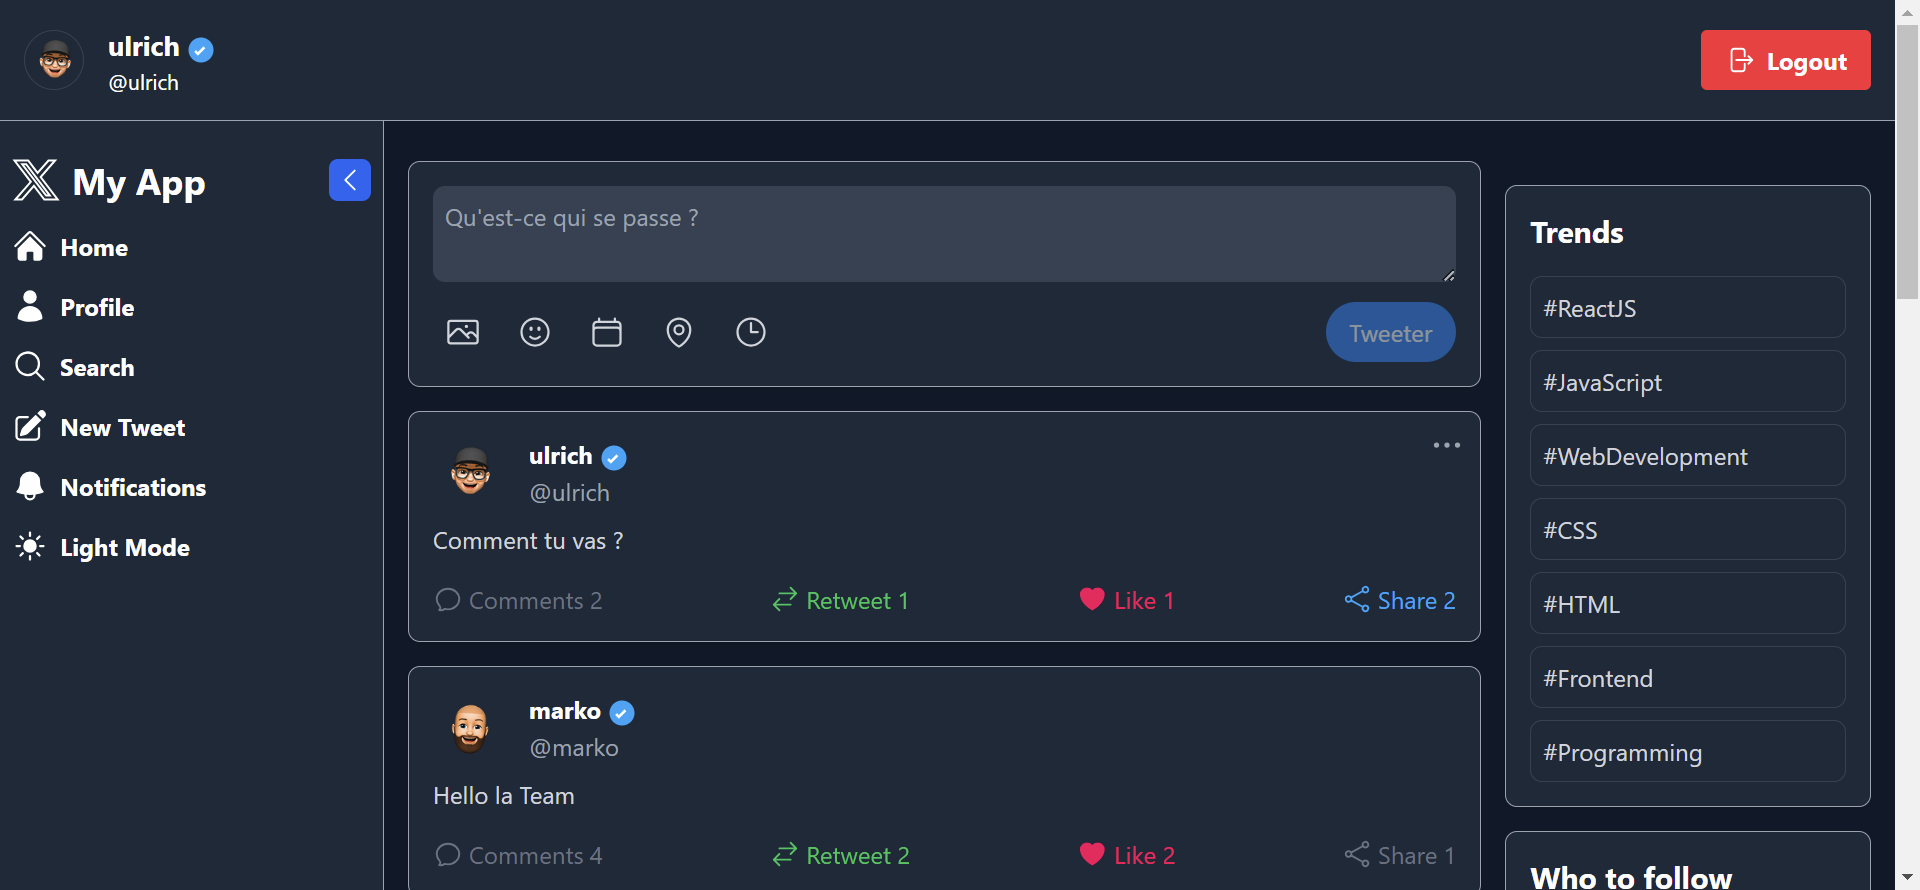 ulrich
@ulrich
Logout
My App
Home
Profile
Search
New Tweet
Notifications
Light Mode
Qu'est-ce qui se passe ?
Tweeter
ulrich
@ulrich
Comment tu vas ?
Comments 2 Retweet 1 Like 1 Share 2
marko
@marko
Hello la Team
Comments 4 Retweet 2 Like 2 Share 1
Trends
#ReactJS
#JavaScript
#WebDevelopment
#CSS
#HTML
#Frontend
#Programming
Who to follow